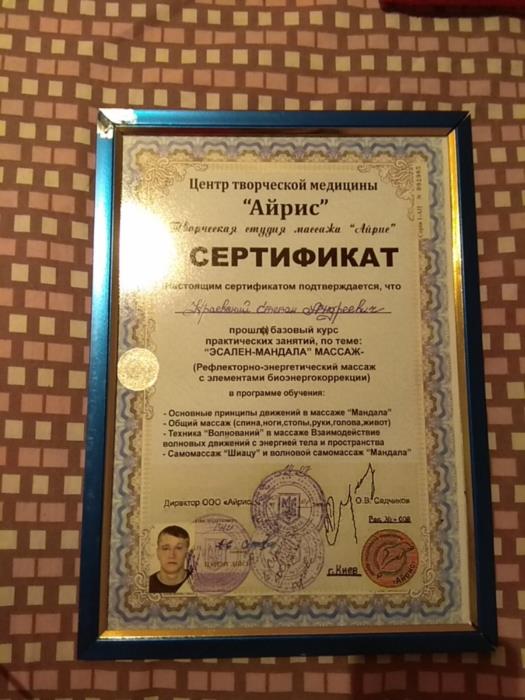 Центр творческой медицины
"Айрис"
Творческая студия массажа "Айрис"
СЕРТИФИКАТ
Настоящим сертификатом подтверждается, что
Степан
прошли базовый курс
практических занятий, по теме:
"ЭСАЛЕН-МАНДАЛА" МАССАЖ-
(Рефлекторно-энергетический массаж
с элементами биоэнергокоррекции)
в программе обучения:
- Основные принципы движений в массаже "Мандала"
- Общий массаж (спина,ноги,стопы,руки,голова,живот)
- Техника "Волнований" в массаже Взаимодействие
волновых движений с энергией тела и пространства
- Самомассаж "Шиацу" и волновой самомассаж "Мандала"
Директор ООО «Айрис
О.В. Садчиков
г.Киев